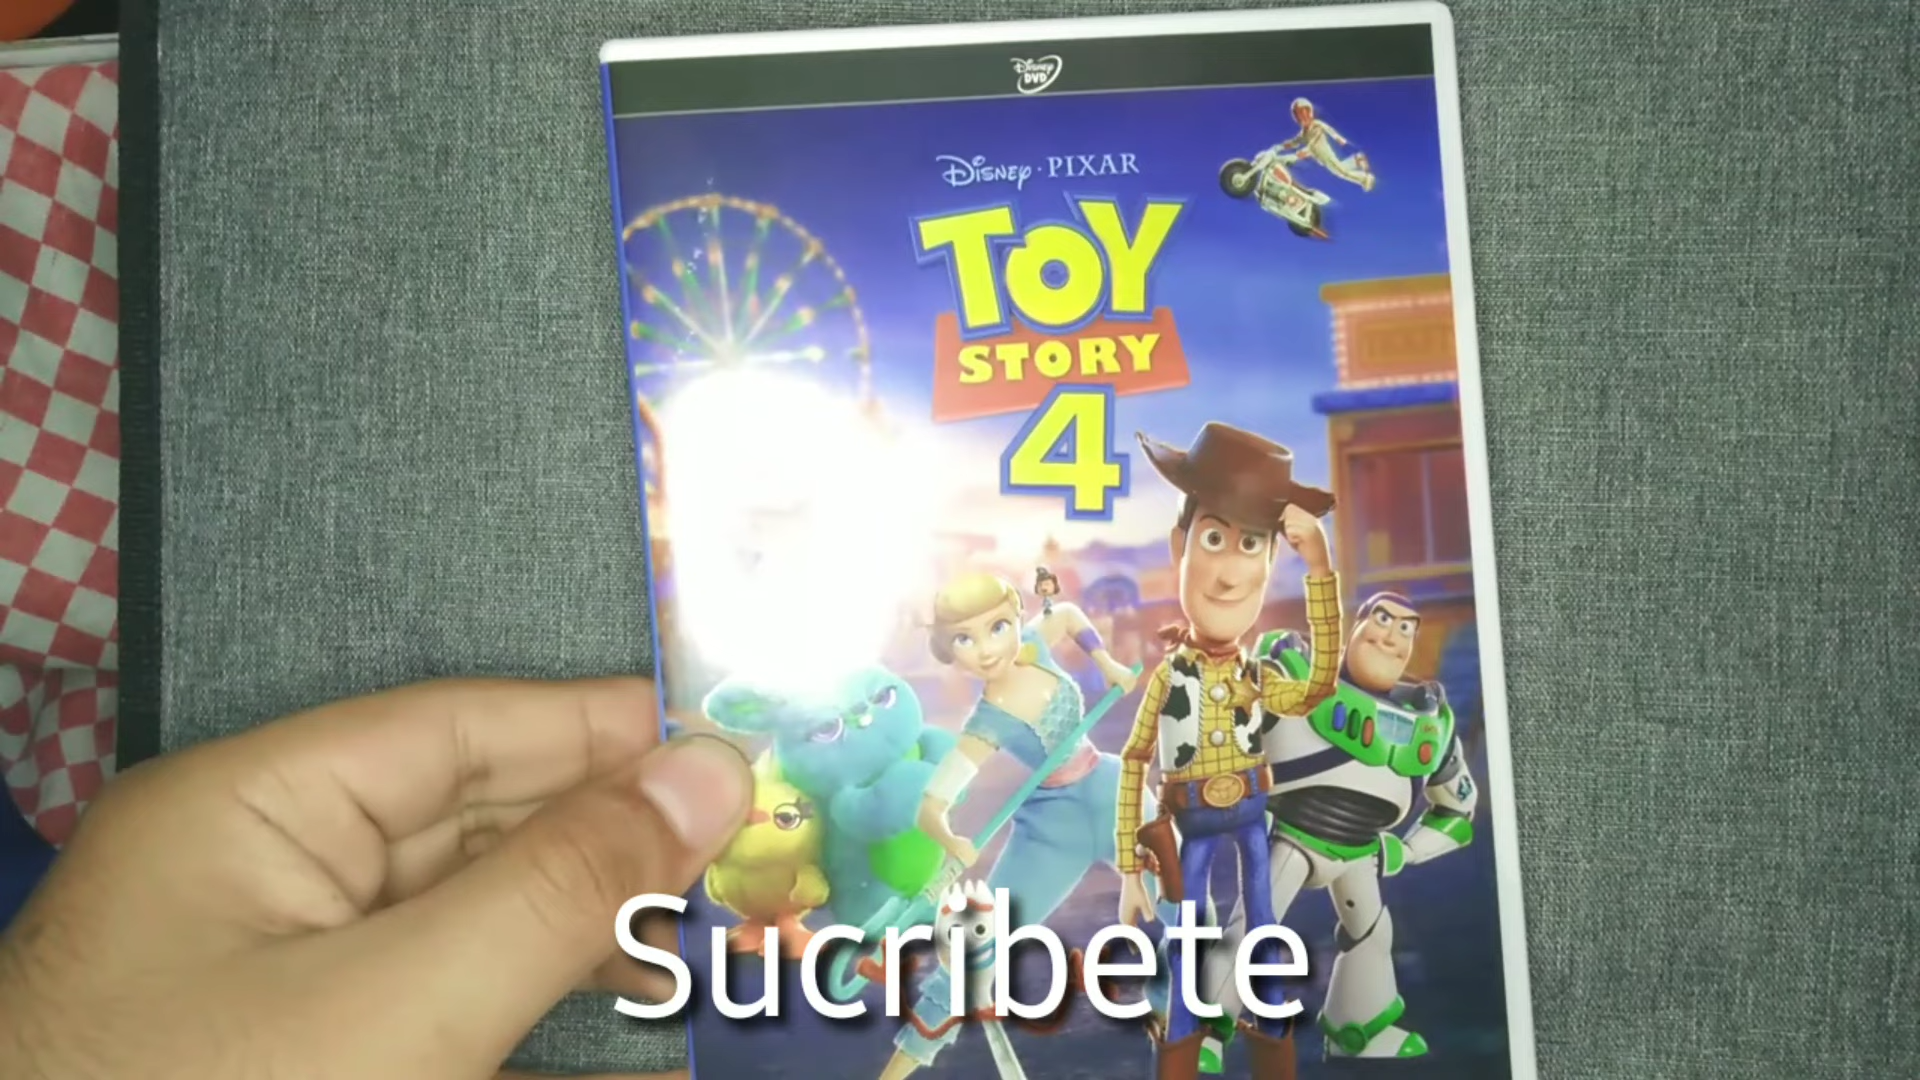 Disney
DVD
Disney · PIXAR
TOY
STORY
4
Sucribete